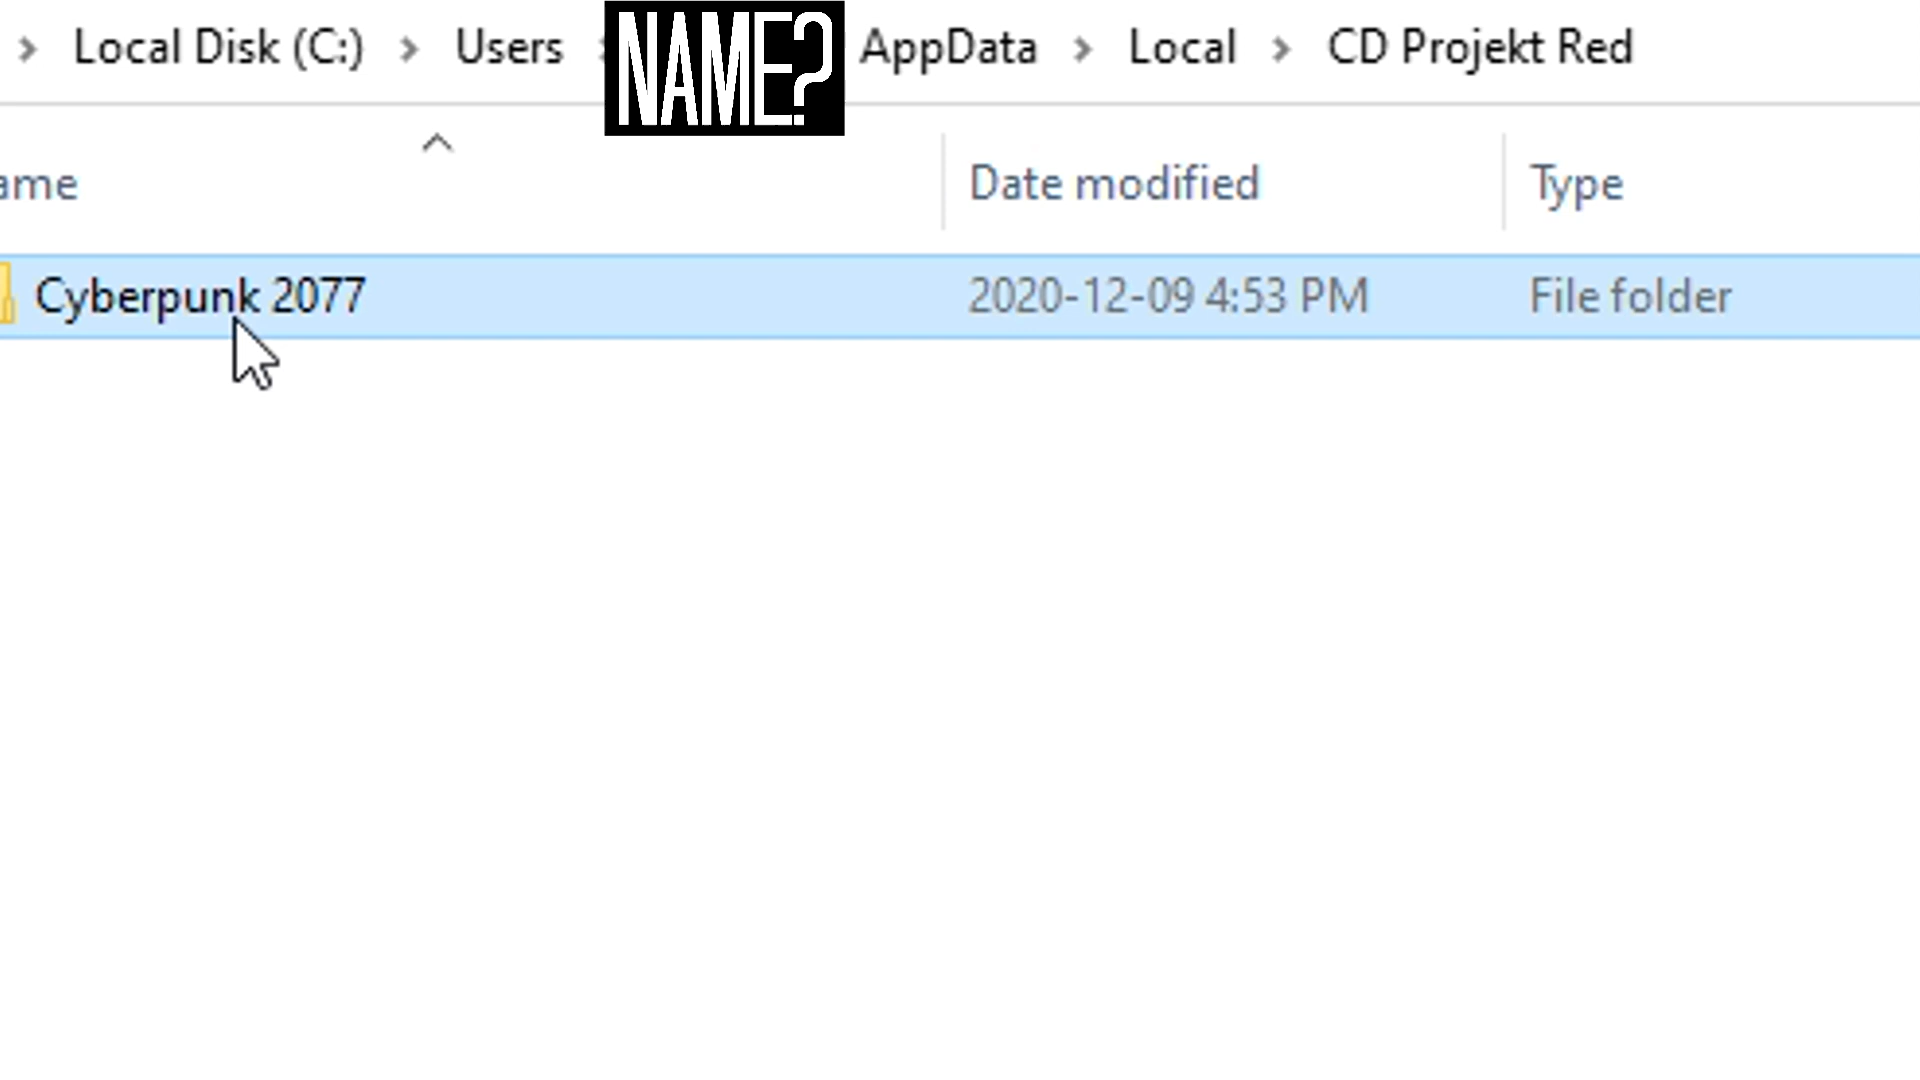 Local Disk (C:) > Users > NAME? AppData > Local > CD Projekt Red
ame Date modified Type
Cyberpunk 2077 2020-12-09 4:53 PM File folder